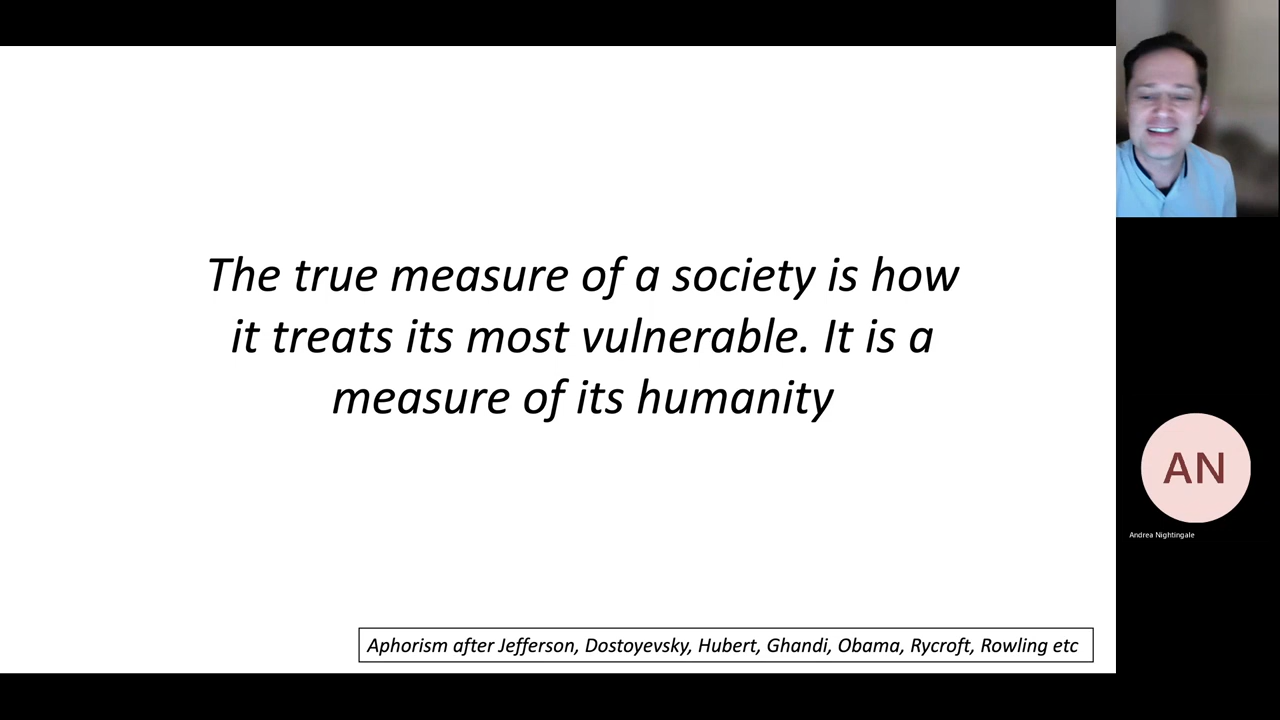 The true measure of a society is how
it treats its most vulnerable. It is a
measure of its humanity
Aphorism after Jefferson, Dostoyevsky, Hubert, Ghandi, Obama, Rycroft, Rowling etc
AN
Andrea Nightingale